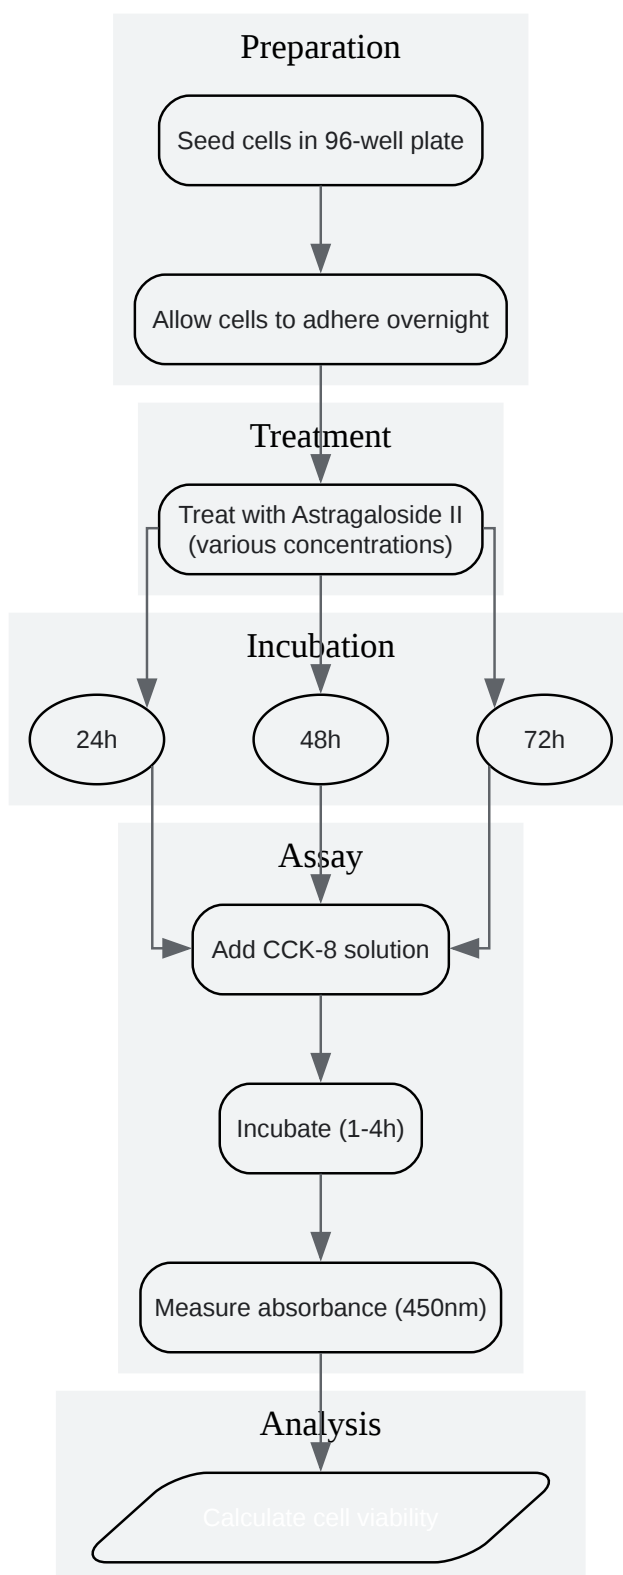 Preparation
Seed cells in 96-well plate
Allow cells to adhere overnight
Treatment
Treat with Astragaloside II
(various concentrations)
Incubation
24h
48h
72h
Assay
Add CCK-8 solution
Incubate (1-4h)
Measure absorbance (450nm)
Analysis
Calculate cell viability